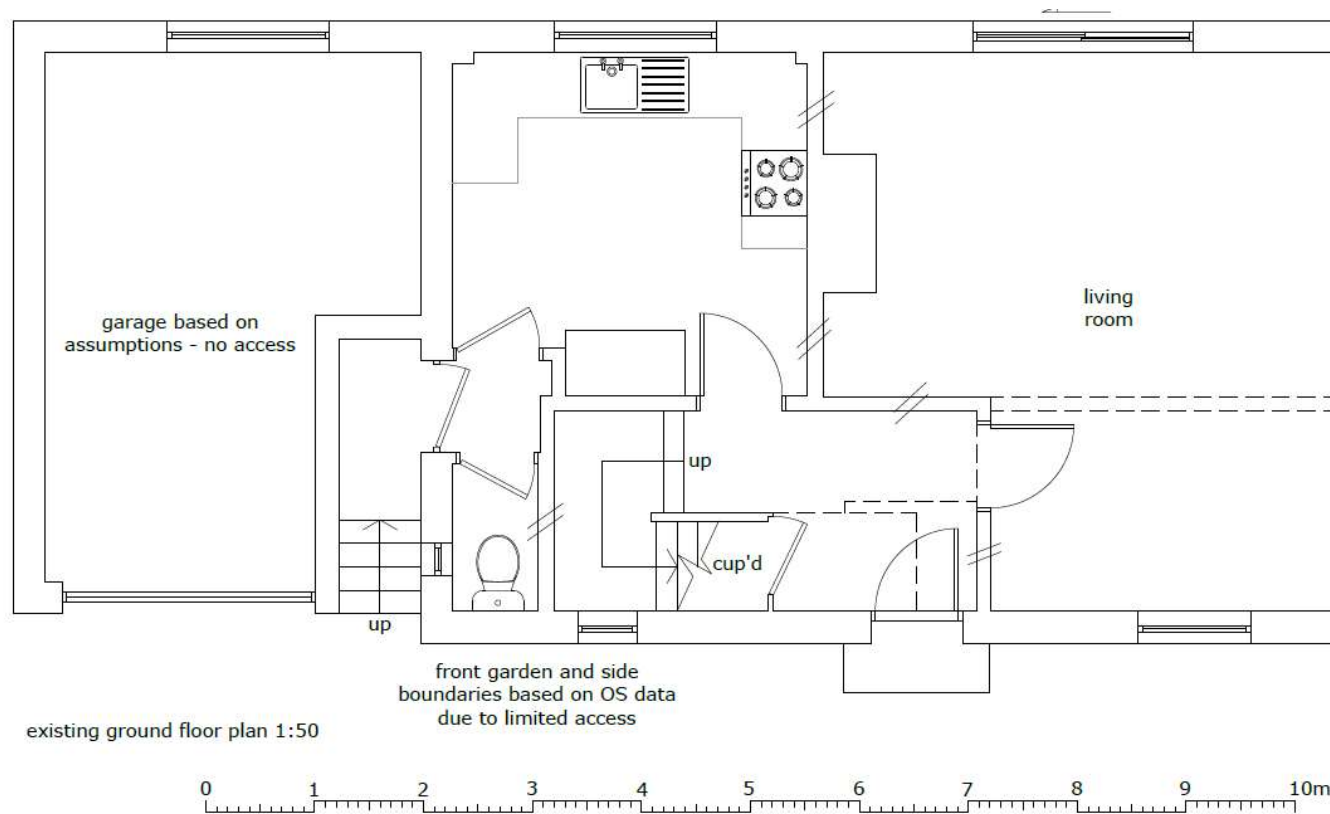 garage based on
assumptions - no access
living
room
up
cup'd
up
front garden and side
boundaries based on OS data
due to limited access
existing ground floor plan 1:50
0 1 2 3 4 5 6 7 8 9 10m